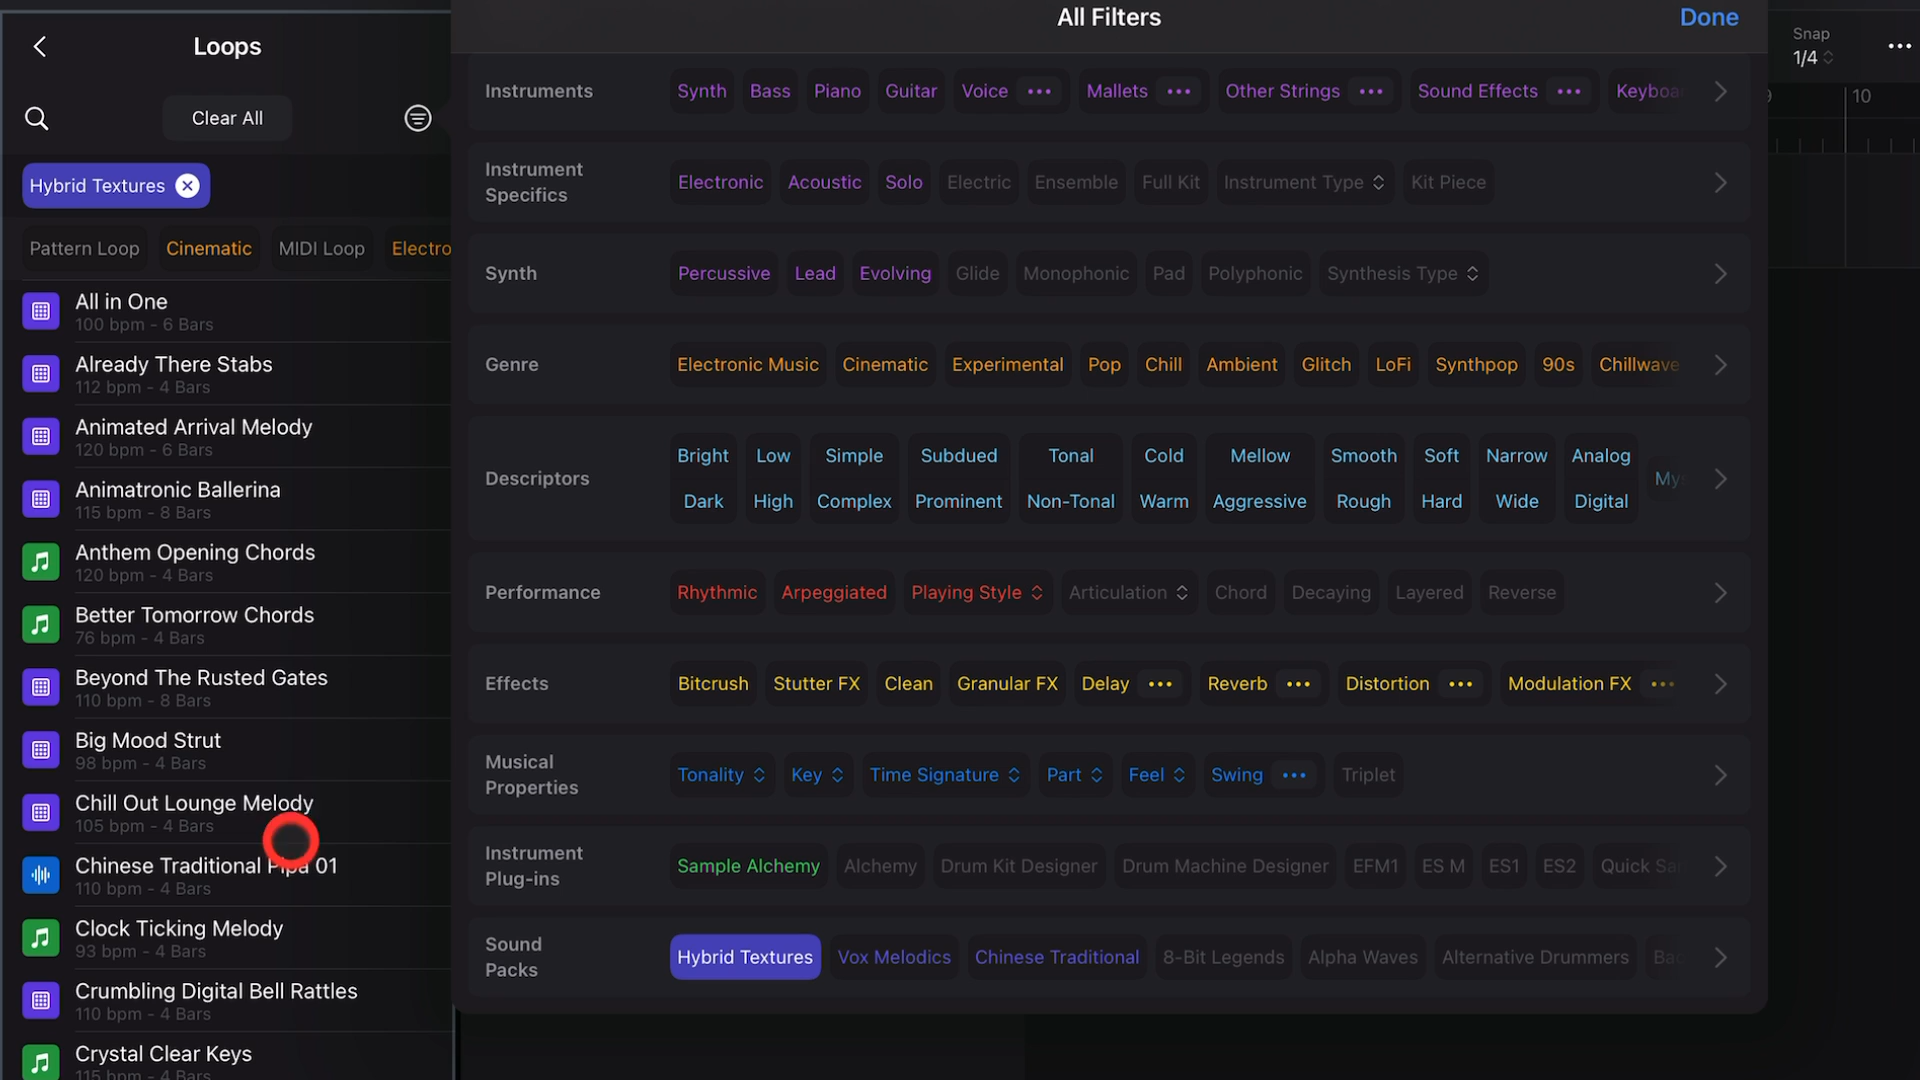 Loops
Clear All
Hybrid Textures
Pattern Loop Cinematic MIDI Loop Electro
All in One
100 bpm - 6 Bars
Already There Stabs
112 bpm - 4 Bars
Animated Arrival Melody
120 bpm - 6 Bars
Animatronic Ballerina
115 bpm - 8 Bars
Anthem Opening Chords
120 bpm - 4 Bars
Better Tomorrow Chords
76 bpm - 4 Bars
Beyond The Rusted Gates
110 bpm - 8 Bars
Big Mood Strut
98 bpm - 4 Bars
Chill Out Lounge Melody
105 bpm - 4 Bars
Chinese Traditional Pipa 01
110 bpm - 4 Bars
Clock Ticking Melody
93 bpm - 4 Bars
Crumbling Digital Bell Rattles
110 bpm - 4 Bars
Crystal Clear Keys
115 bpm - 4 Bars
All Filters
Done
Instruments
Synth Bass Piano Guitar Voice ••• Mallets ••• Other Strings ••• Sound Effects ••• Keyboa
Instrument
Specifics
Electronic Acoustic Solo Electric Ensemble Full Kit Instrument Type Kit Piece
Synth
Percussive Lead Evolving Glide Monophonic Pad Polyphonic Synthesis Type
Genre
Electronic Music Cinematic Experimental Pop Chill Ambient Glitch LoFi Synthpop 90s Chillwave
Descriptors
Bright Low Simple Subdued Tonal Cold Mellow Smooth Soft Narrow Analog
My
Dark High Complex Prominent Non-Tonal Warm Aggressive Rough Hard Wide Digital
Performance
Rhythmic Arpeggiated Playing Style Articulation Chord Decaying Layered Reverse
Effects
Bitcrush Stutter FX Clean Granular FX Delay ••• Reverb ••• Distortion ••• Modulation FX •••
Musical
Properties
Tonality Key Time Signature Part Feel Swing ••• Triplet
Instrument
Plug-ins
Sample Alchemy Alchemy Drum Kit Designer Drum Machine Designer EFM1 ES M ES1 ES2 Quick Sa
Sound
Packs
Hybrid Textures Vox Melodics Chinese Traditional 8-Bit Legends Alpha Waves Alternative Drummers Ba
Snap
1/4
•••
10